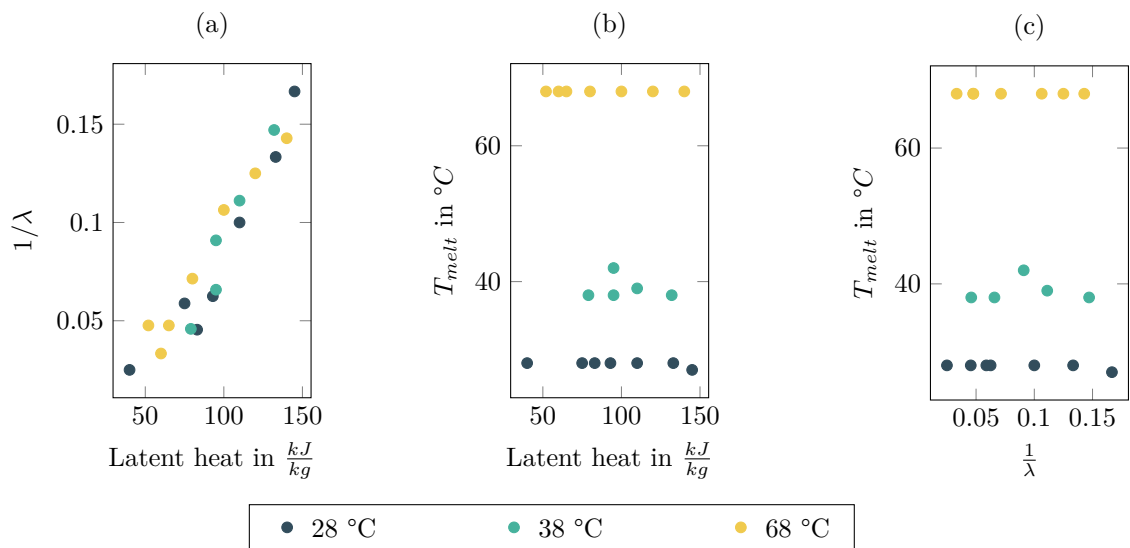 (a)
(b)
(c)
0.15
0.1
0.05
1/λ
50 100 150
Latent heat in kJ/kg
60
40
T_melt in °C
50 100 150
Latent heat in kJ/kg
60
40
T_melt in °C
0.05 0.1 0.15
1/λ
28 °C 38 °C 68 °C